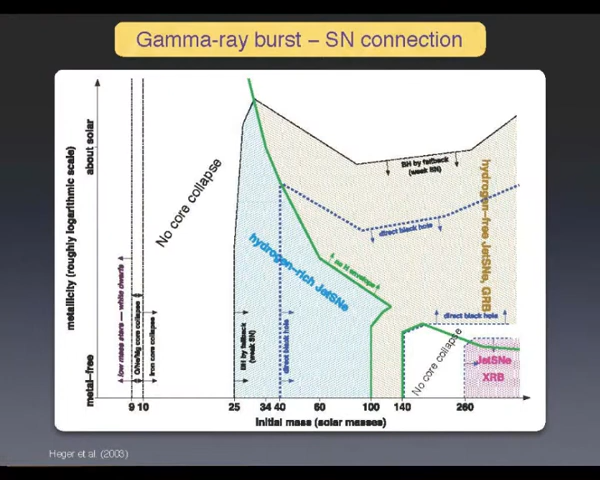 Gamma-ray burst – SN connection
metallicity (roughly logarithmic scale)
about solar
metal–free
low mass stars — white dwarfs
O/Ne/Mg core collapse
iron core collapse
No core collapse
BH by fallback
(weak SN)
direct black hole
hydrogen–rich JetSNe
no H envelope
BH by fallback
(weak SN)
direct black hole
hydrogen–free JetSNe, GRB
direct black hole
No core collapse
JetSNe
XRB
9 10 25 34 40 60 100 140 260
initial mass (solar masses)
Heger et al. (2003)